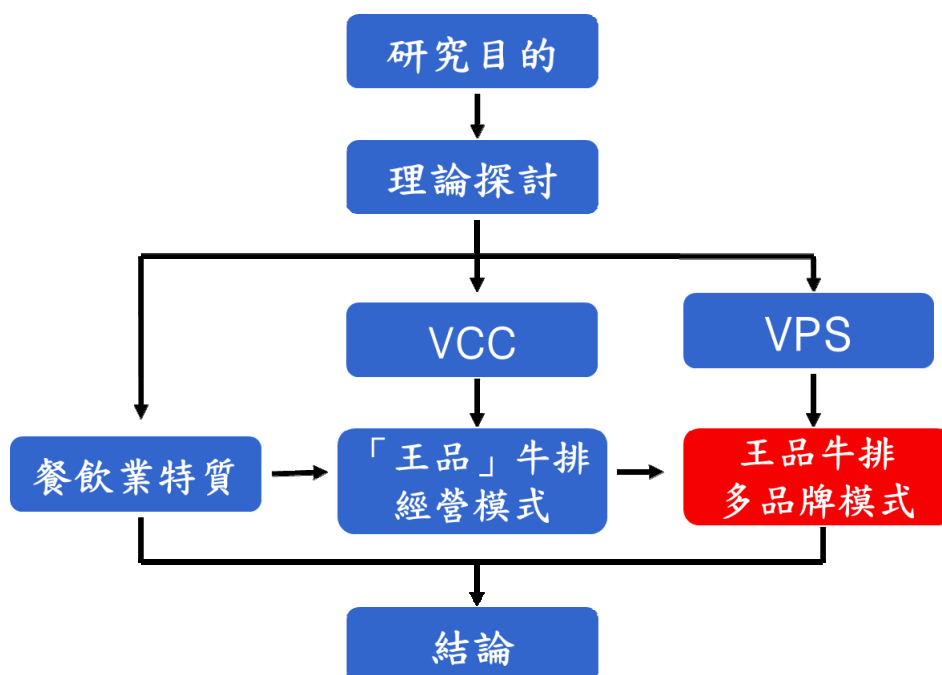 研究目的
理論探討
VCC
VPS
餐飲業特質
「王品」牛排
經營模式
王品牛排
多品牌模式
結論